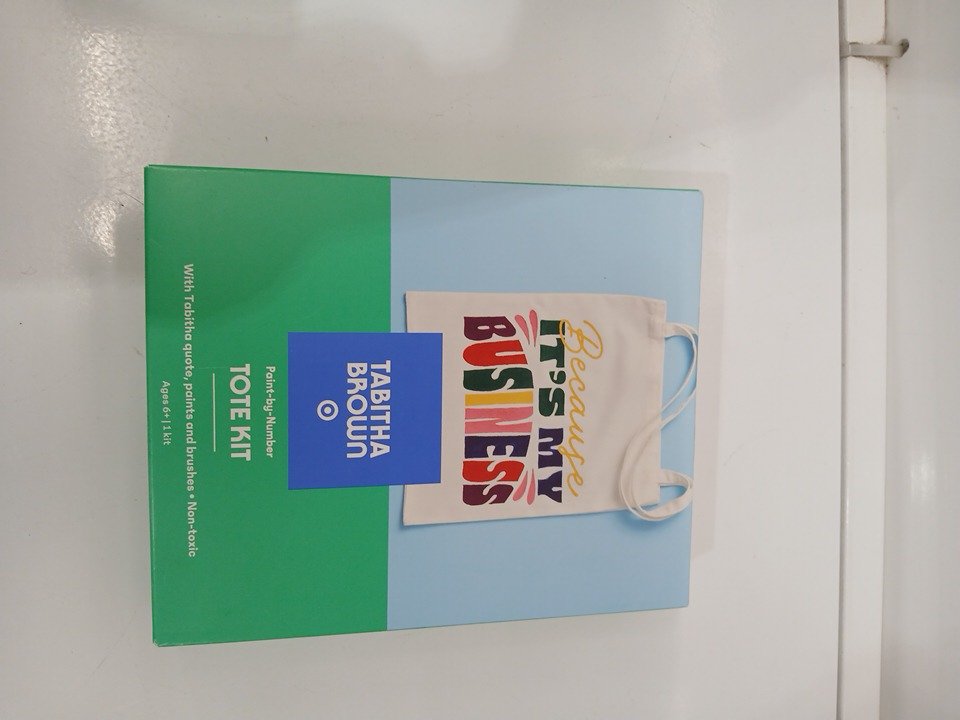 Because
IT'S MY
BUSINESS
TABITHA
BROWN
Paint-by-Number
TOTE KIT
With Tabitha quote, paints and brushes • Non-toxic
Ages 6+ | 1 kit